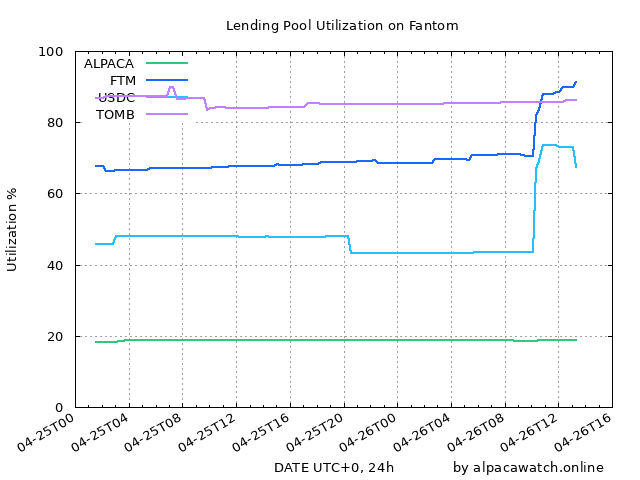 Lending Pool Utilization on Fantom
100
80
60
40
20
0
Utilization %
ALPACA
FTM
USDC
TOMB
04-25T00
04-25T04
04-25T08
04-25T12
04-25T16
04-25T20
04-26T00
04-26T04
04-26T08
04-26T12
04-26T16
DATE UTC+0, 24h
by alpacawatch.online